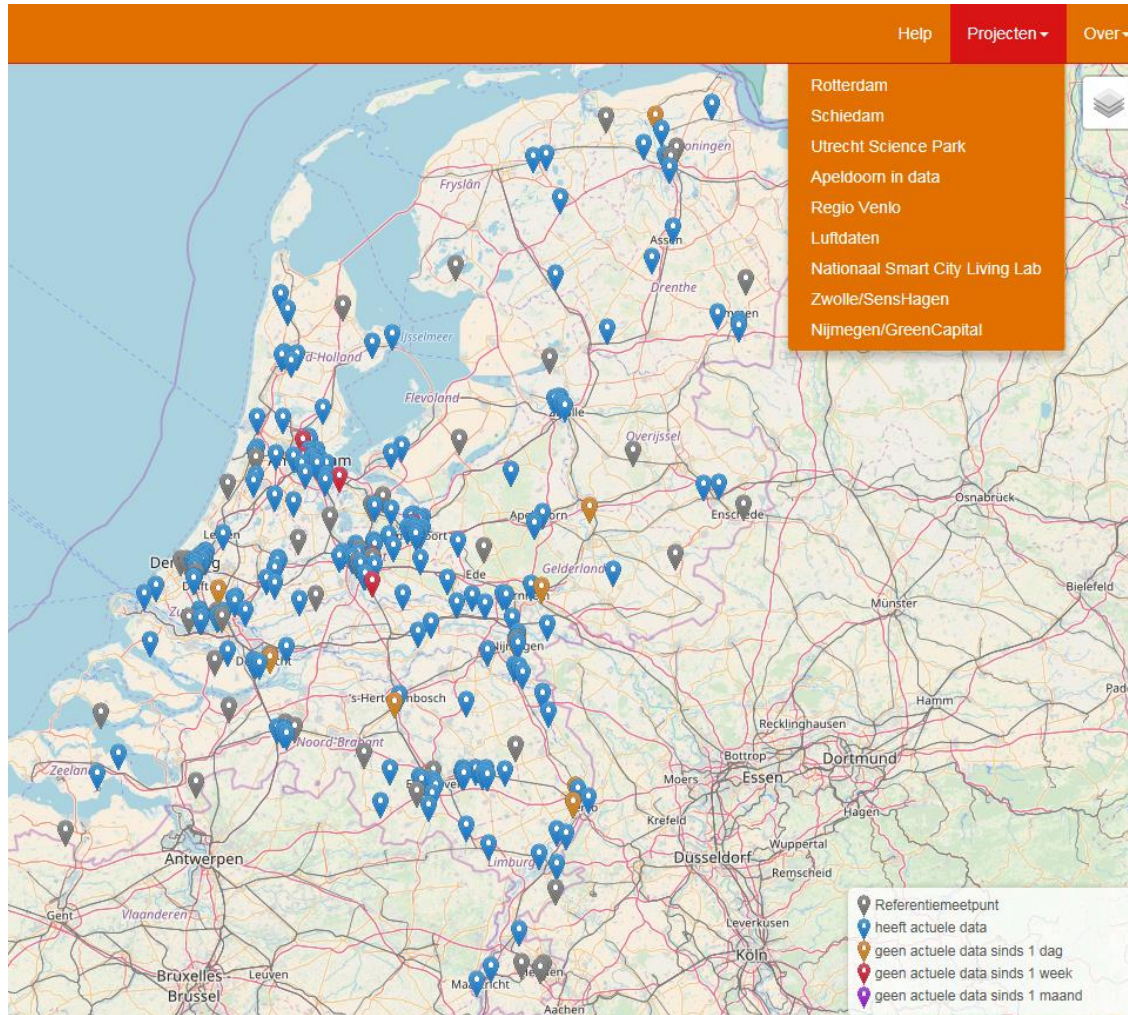 Help Projecten Over
Rotterdam
Schiedam
Utrecht Science Park
Apeldoorn in data
Regio Venlo
Luftdaten
Nationaal Smart City Living Lab
Zwolle/SensHagen
Nijmegen/GreenCapital
Fryslân
Assen
Drenthe
IJsselmeer
Flevoland
Overijssel
Osnabrück
Enschede
Ede
Gelderland
Bielefeld
Münster
Hamm
's-Hertogenbosch
Noord-Brabant
Recklinghausen
Bottrop
Dortmund
Zeeland
Moers
Essen
Hagen
Krefeld
Wuppertal
Antwerpen
Limburg
Düsseldorf
Remscheid
Gent
Vlaanderen
Leverkusen
Köln
Bruxelles -
Brussel
Leuven
Aachen
Referentiemeetpunt
heeft actuele data
geen actuele data sinds 1 dag
geen actuele data sinds 1 week
geen actuele data sinds 1 maand